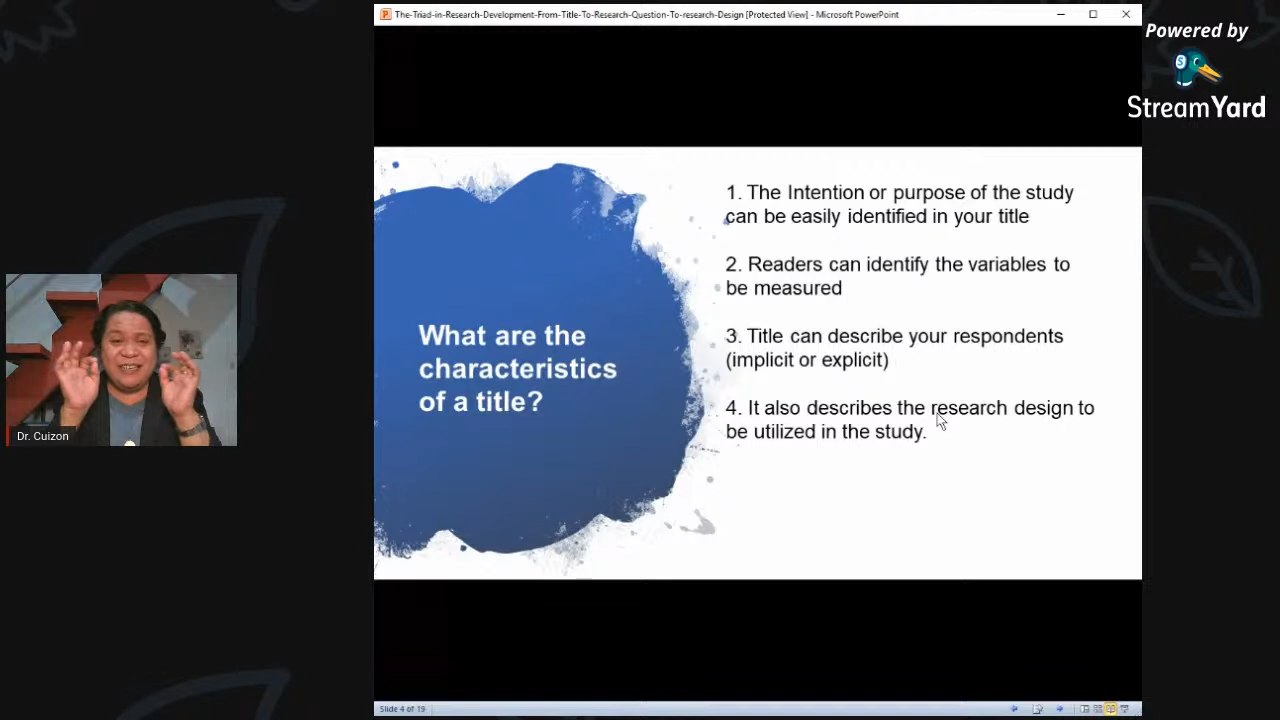 The-Triad-in-Research-Development-From-Title-To-Research-Question-To-research-Design [Protected View] - Microsoft PowerPoint
Powered by
S
StreamYard
What are the
characteristics
of a title?
1. The Intention or purpose of the study
can be easily identified in your title
2. Readers can identify the variables to
be measured
3. Title can describe your respondents
(implicit or explicit)
4. It also describes the research design to
be utilized in the study.
Dr. Cuizon
Slide 4 of 19